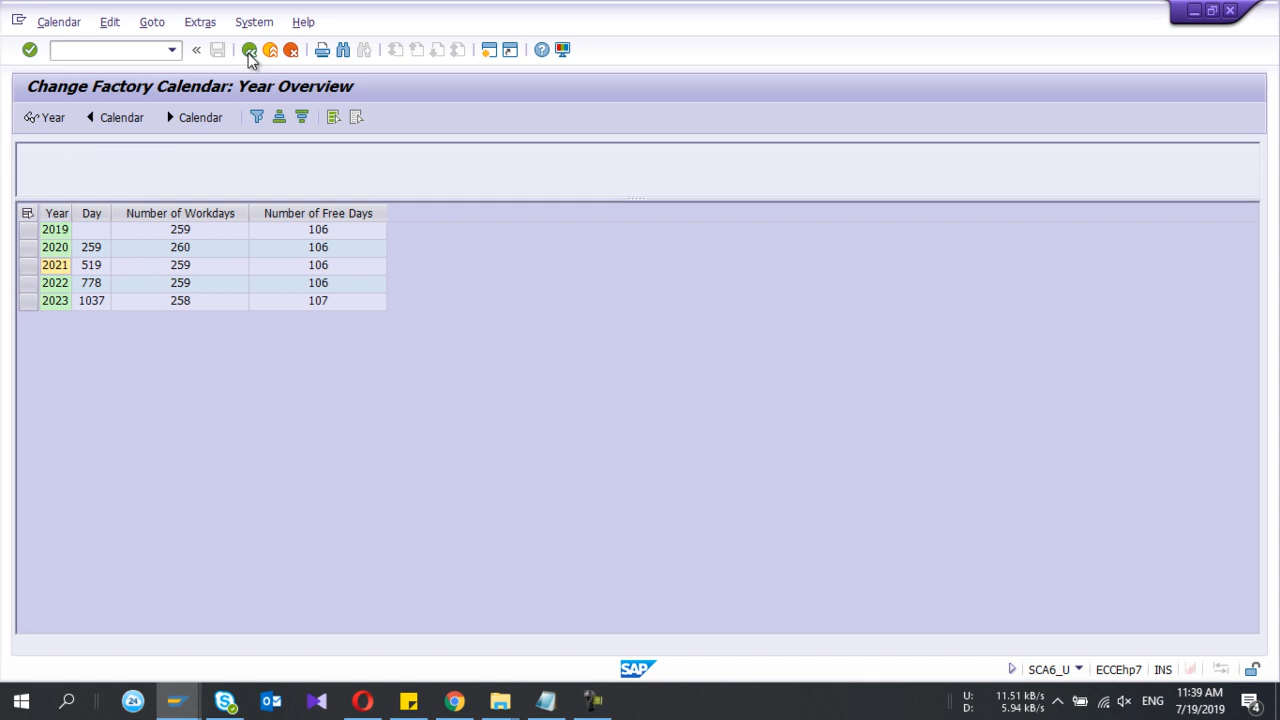 Calendar Edit Goto Extras System Help
Change Factory Calendar: Year Overview
Year Calendar Calendar
Year Day Number of Workdays Number of Free Days
2019 259 106
2020 259 260 106
2021 519 259 106
2022 778 259 106
2023 1037 258 107
SAP
SCA6_U ECCEhp7 INS
24
U: 11.51 kB/s
D: 5.94 kB/s
ENG
11:39 AM
7/19/2019
4